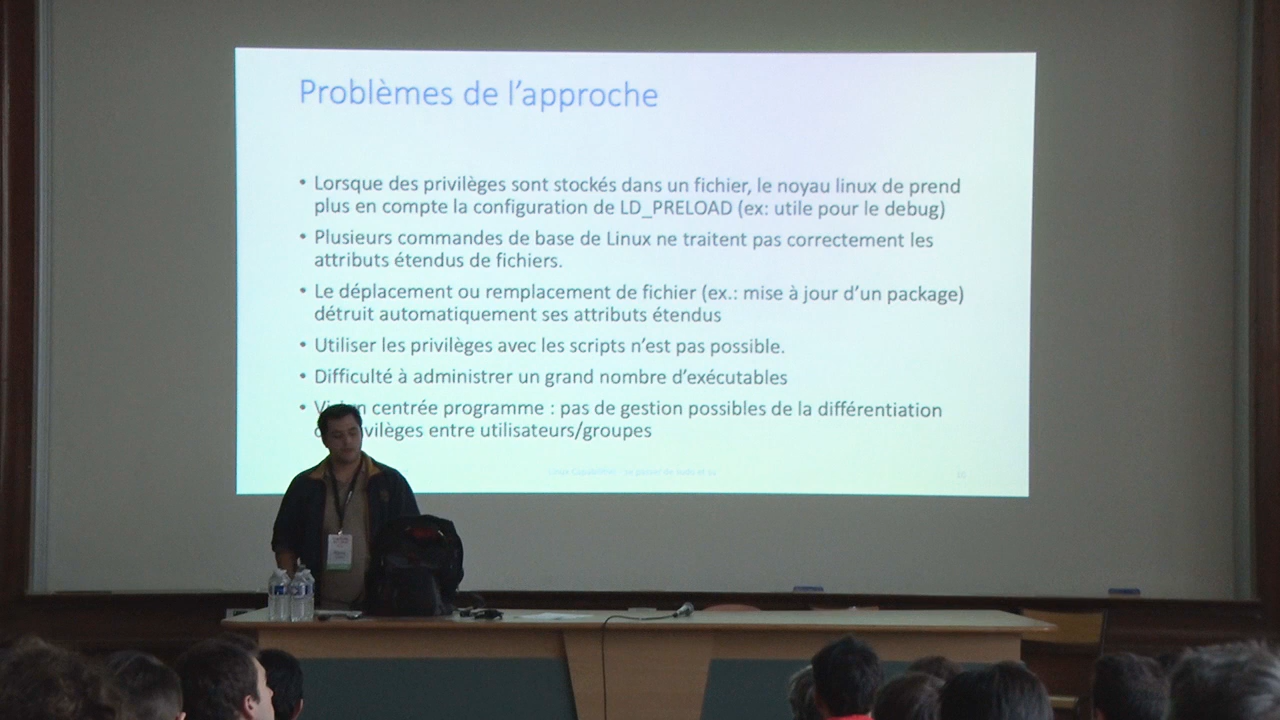 Problèmes de l'approche
• Lorsque des privilèges sont stockés dans un fichier, le noyau linux de prend
plus en compte la configuration de LD_PRELOAD (ex: utile pour le debug)
• Plusieurs commandes de base de Linux ne traitent pas correctement les
attributs étendus de fichiers.
• Le déplacement ou remplacement de fichier (ex.: mise à jour d'un package)
détruit automatiquement ses attributs étendus
• Utiliser les privilèges avec les scripts n'est pas possible.
• Difficulté à administrer un grand nombre d'exécutables
• centrée programme : pas de gestion possibles de la différentiation
entre utilisateurs/groupes